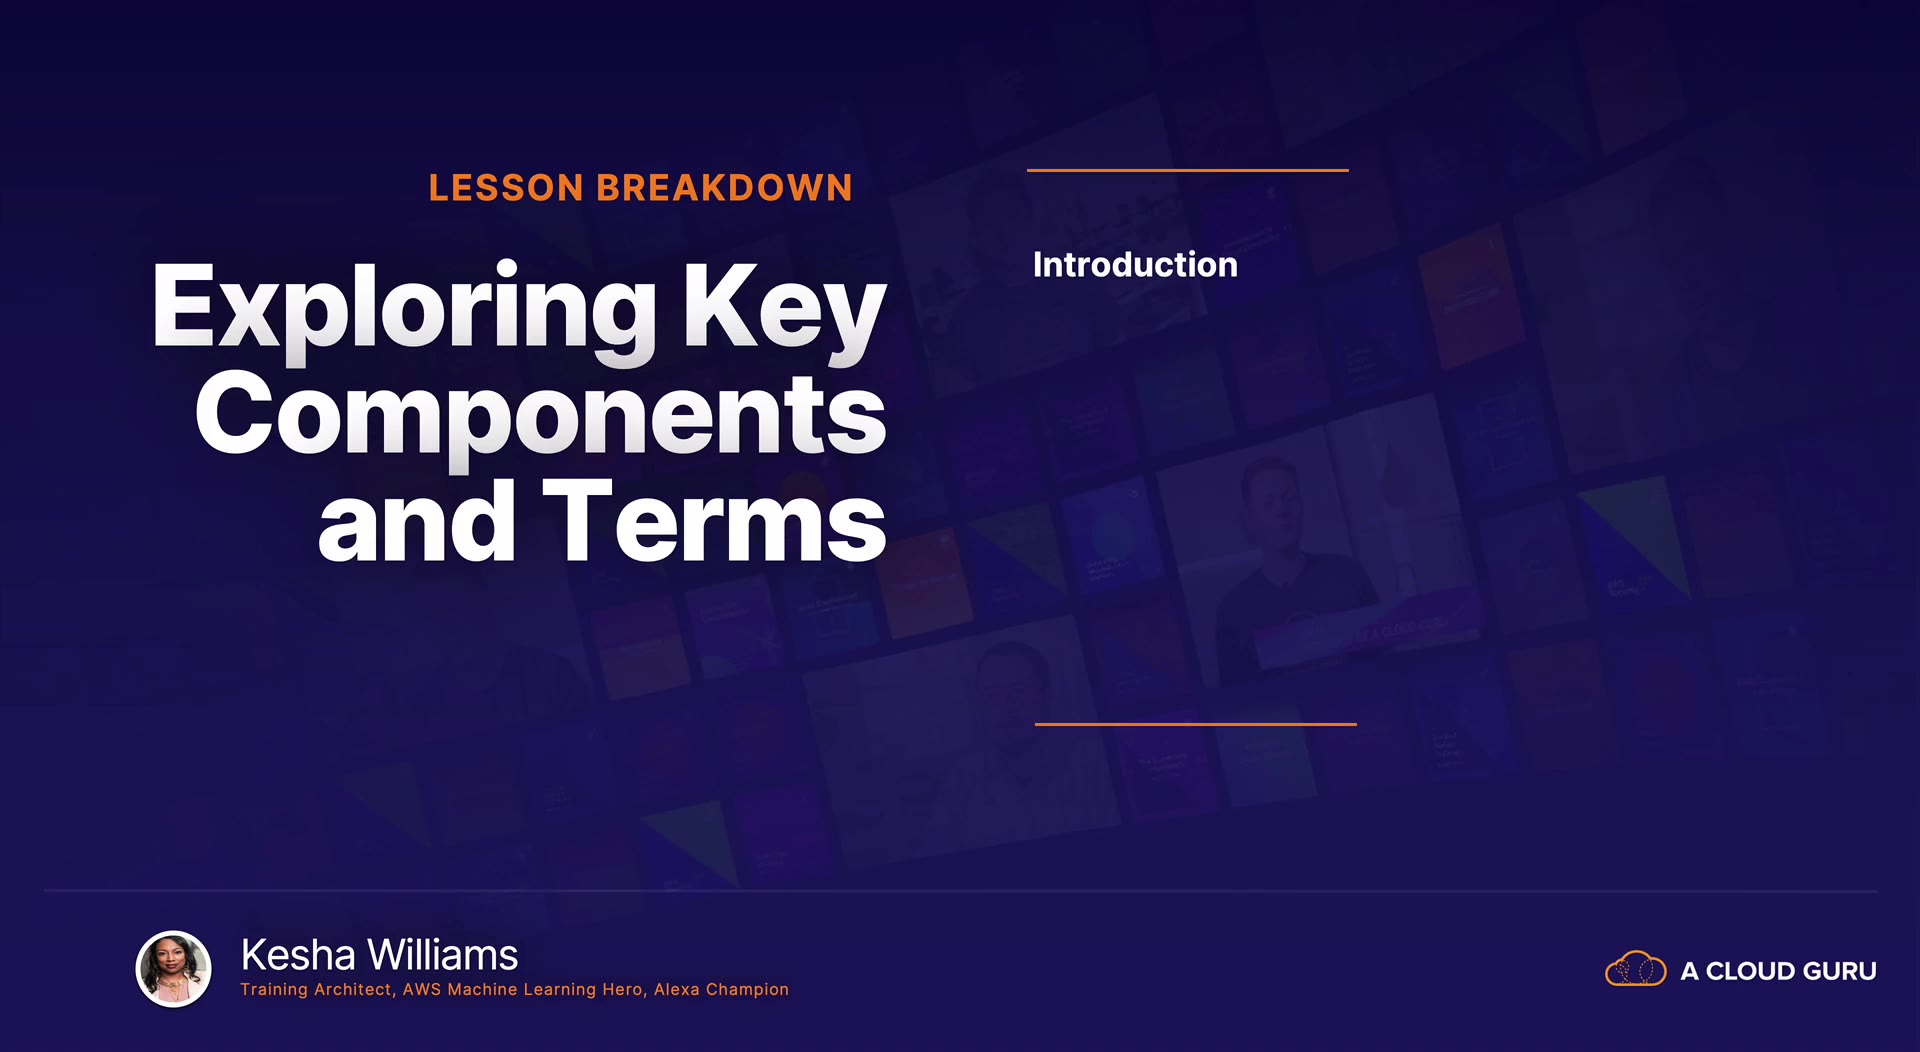 LESSON BREAKDOWN
Exploring Key
Components
and Terms
Introduction
Kesha Williams
Training Architect, AWS Machine Learning Hero, Alexa Champion
A CLOUD GURU